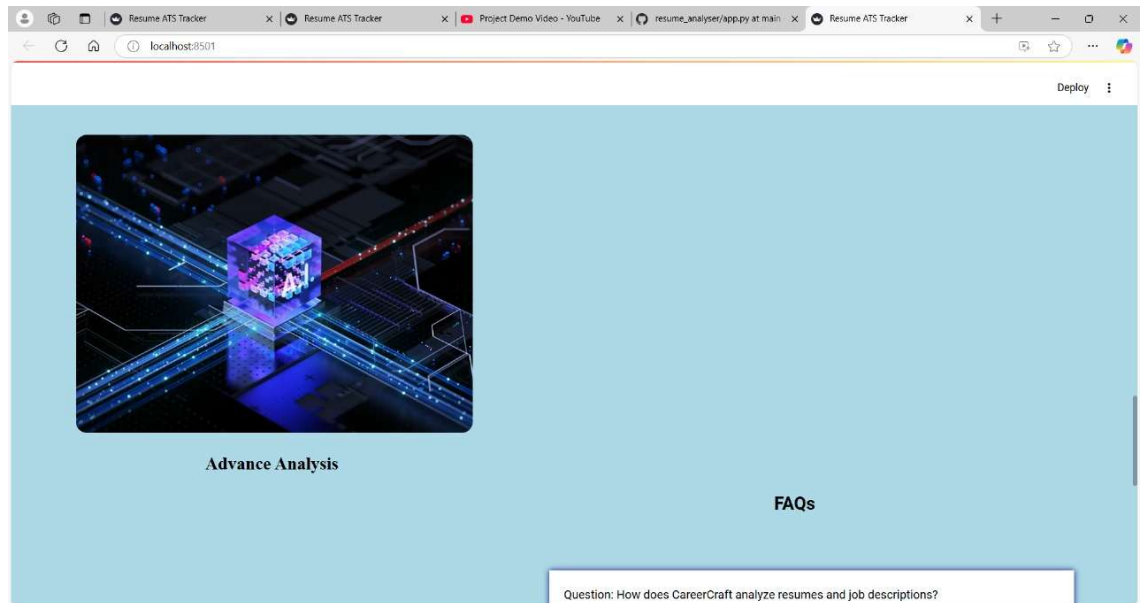 Resume ATS Tracker
Resume ATS Tracker
Project Demo Video - YouTube
resume_analyser/app.py at main
Resume ATS Tracker
localhost:8501
Deploy
AI
Advance Analysis
FAQs
Question: How does CareerCraft analyze resumes and job descriptions?